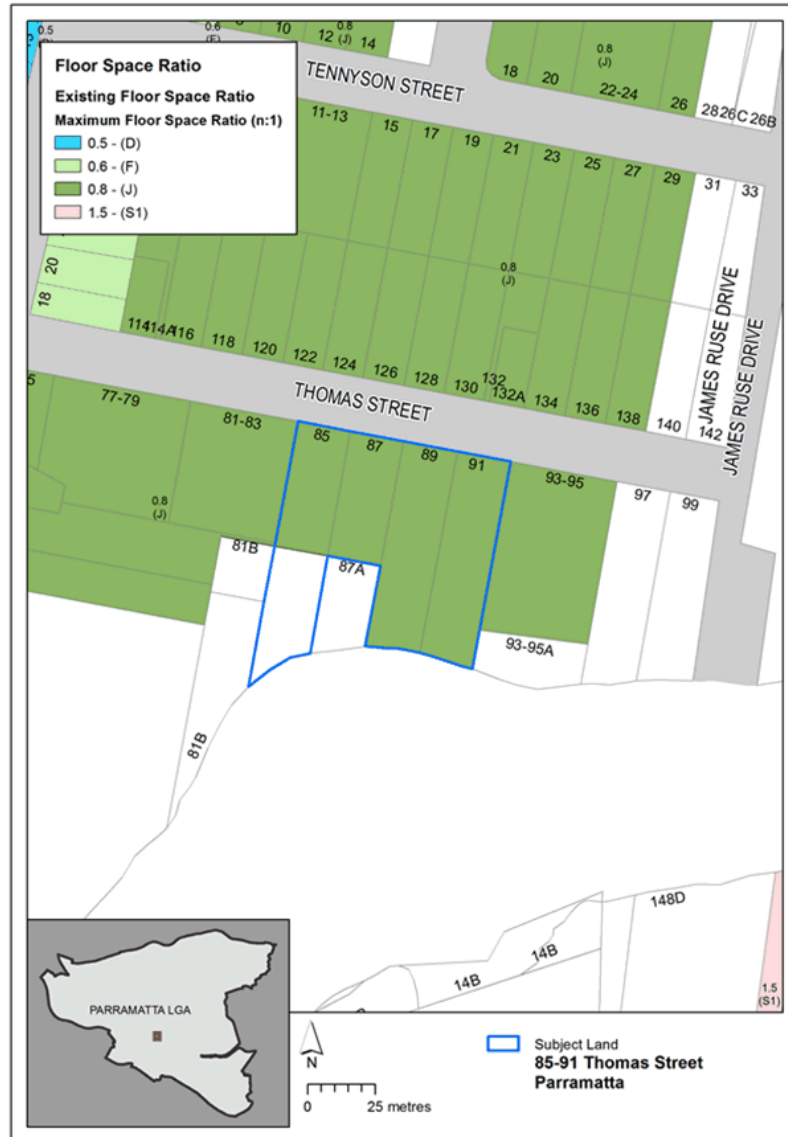 0.5
0.6
(F)
8
10
12
0.8
(J)
14
Floor Space Ratio
Existing Floor Space Ratio
Maximum Floor Space Ratio (n:1)
0.5 - (D)
0.6 - (F)
0.8 - (J)
1.5 - (S1)
TENNYSON STREET
0.8
(J)
18
20
22-24
26
28
26C
26B
11-13
15
17
19
21
23
25
27
29
31
33
0.8
(J)
JAMES RUSE DRIVE
JAMES RUSE DRIVE
20
18
114
114A
116
118
120
122
124
126
128
130
132
132A
134
136
138
140
142
THOMAS STREET
5
77-79
81-83
85
87
89
91
93-95
97
99
0.8
(J)
81B
87A
93-95A
81B
148D
14B
14B
1.5
(S1)
PARRAMATTA LGA
N
0
25 metres
Subject Land
85-91 Thomas Street
Parramatta